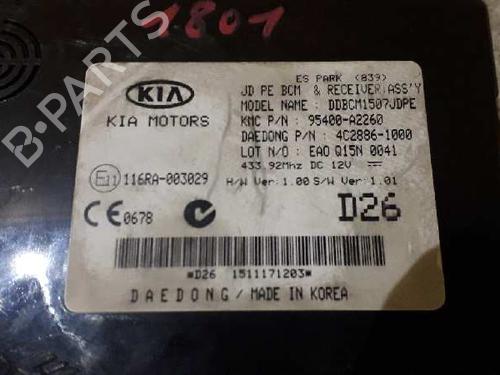 1801
ES PARK (839)
JD PE BCM & RECEIVER ASS'Y
MODEL NAME : DDBCM1507JDPE
KIA
KMC P/N : 95400-A2260
KIA MOTORS
DAEDONG P/N : 4C2886-1000
LOT N/O : EAO Q15N 0041
433.92Mhz DC 12V
E11 116RA-003029
H/W Ver: 1.00 S/W Ver: 1.01
CE 0678
D26
*D26 1511171203*
DAEDONG / MADE IN KOREA
B-PARTS